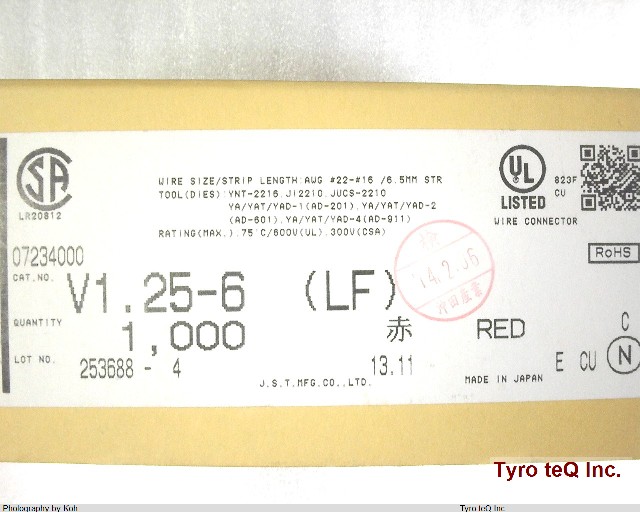 WIRE SIZE/STRIP LENGTH AWG #22-#16 /6.5MM STR
TOOL(DIES):YNT-2216,J12210,JUCS-2210
YA/YAT/YAD-1(AD-201),YA/YAT/YAD-2
(AD-601),YA/YAT/YAD-4(AD-911)
RATING(MAX.).75°C/600V(UL).300V(CSA)
SA
LR20812
UL
LISTED
823F
CU
WIRE CONNECTOR
RoHS
07234000
CAT.NO. V1.25-6 (LF)
14.2.06
QUANTITY 1,000 赤 RED
LOT NO. 253688 - 4 13.11
C
E CU N
J.S.T.MFG.CO.,LTD. MADE IN JAPAN
Tyro teQ Inc.
Photography by Koh Tyro teQ Inc